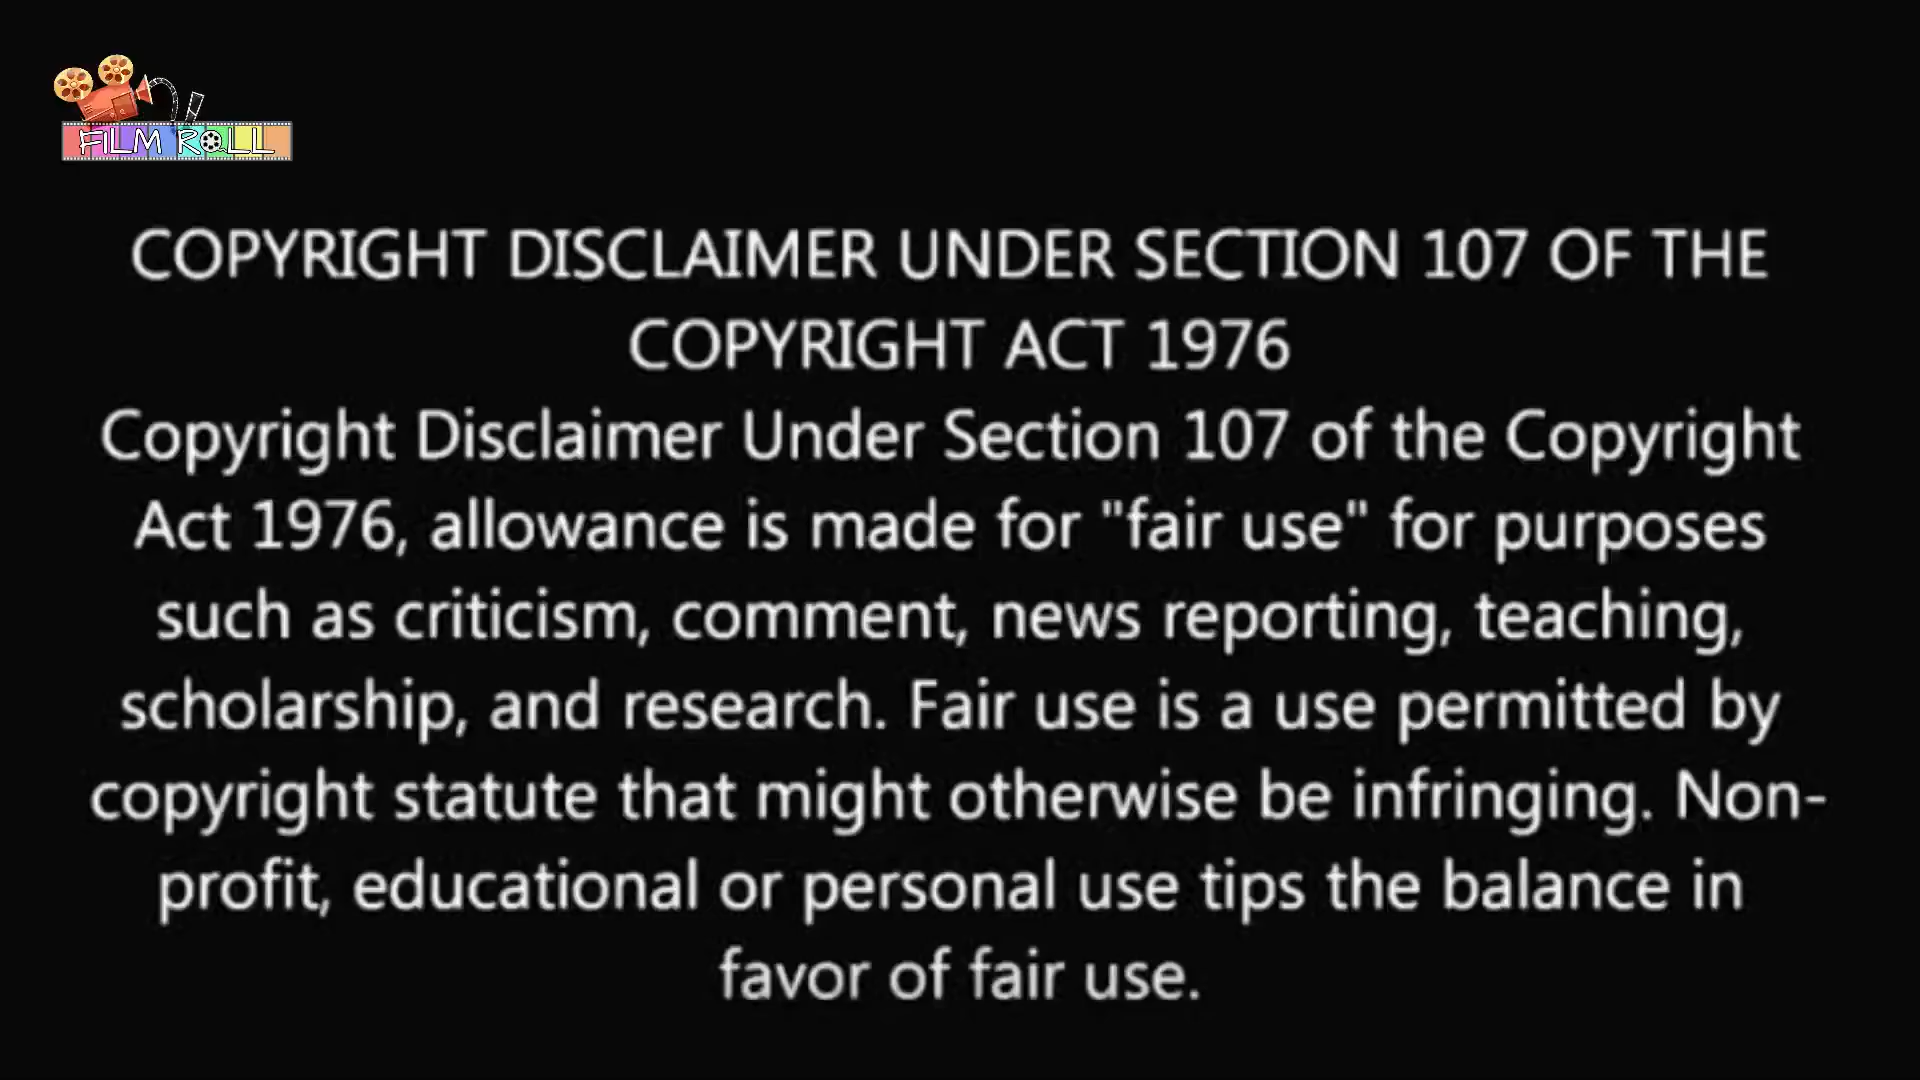 FILM ROLL
COPYRIGHT DISCLAIMER UNDER SECTION 107 OF THE
COPYRIGHT ACT 1976
Copyright Disclaimer Under Section 107 of the Copyright
Act 1976, allowance is made for "fair use" for purposes
such as criticism, comment, news reporting, teaching,
scholarship, and research. Fair use is a use permitted by
copyright statute that might otherwise be infringing. Non-
profit, educational or personal use tips the balance in
favor of fair use.